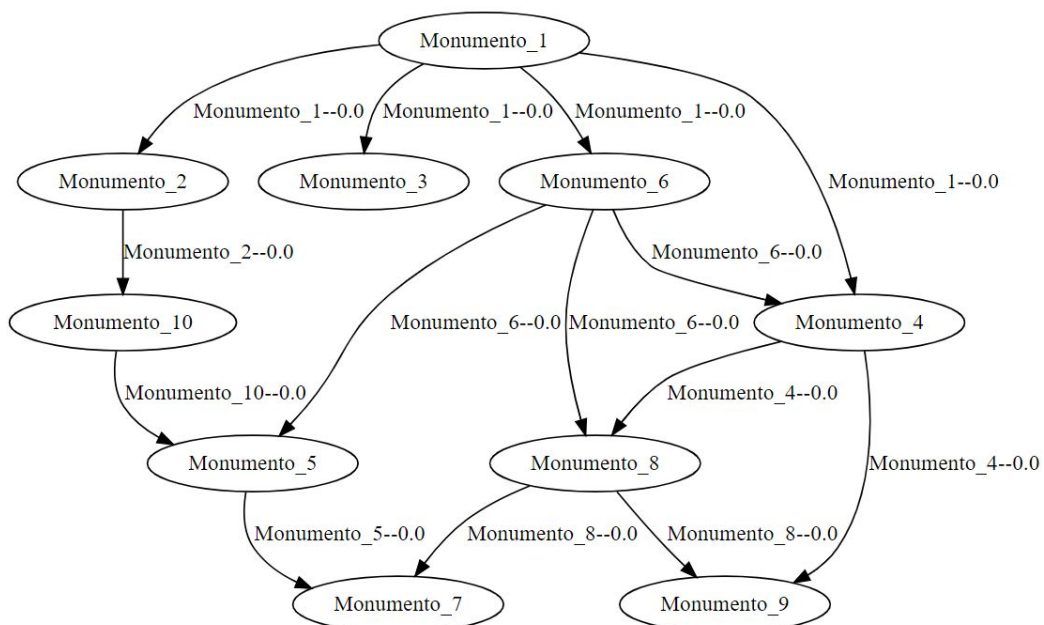 Monumento_1
Monumento_1--0.0
Monumento_1--0.0
Monumento_1--0.0
Monumento_2
Monumento_3
Monumento_6
Monumento_1--0.0
Monumento_2--0.0
Monumento_6--0.0
Monumento_10
Monumento_6--0.0
Monumento_6--0.0
Monumento_4
Monumento_10--0.0
Monumento_4--0.0
Monumento_5
Monumento_8
Monumento_4--0.0
Monumento_5--0.0
Monumento_8--0.0
Monumento_8--0.0
Monumento_7
Monumento_9